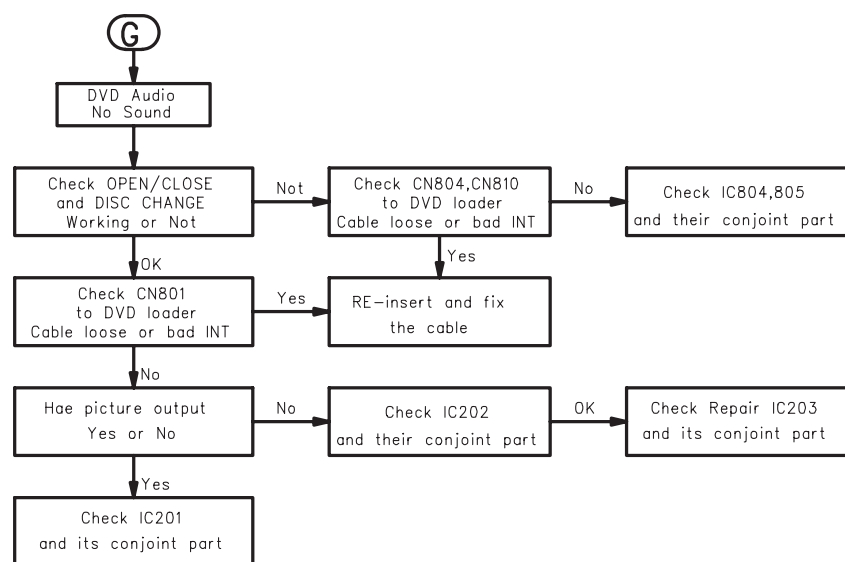 G
DVD Audio
No Sound
Check OPEN/CLOSE
and DISC CHANGE
Working or Not
Not
Check CN804,CN810
to DVD loader
Cable loose or bad INT
No
Check IC804,805
and their conjoint part
OK
Yes
Check CN801
to DVD loader
Cable loose or bad INT
Yes
RE-insert and fix
the cable
No
Hae picture output
Yes or No
No
Check IC202
and their conjoint part
OK
Check Repair IC203
and its conjoint part
Yes
Check IC201
and its conjoint part